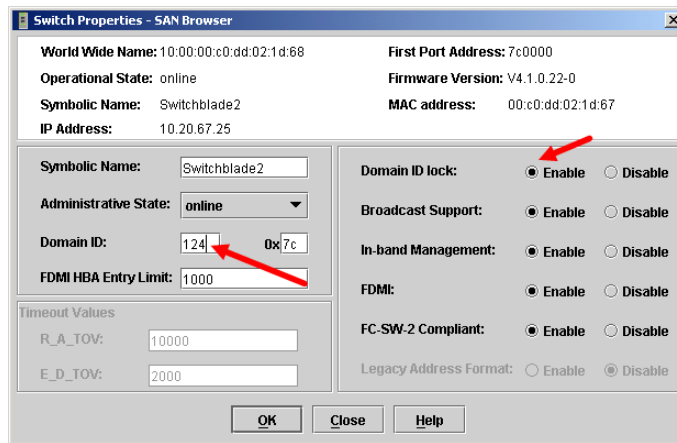 Switch Properties - SAN Browser
World Wide Name: 10:00:00:c0:dd:02:1d:68
First Port Address: 7c0000
Operational State: online
Firmware Version: V4.1.0.22-0
Symbolic Name: Switchblade2
MAC address: 00:c0:dd:02:1d:67
IP Address: 10.20.67.25
Symbolic Name: Switchblade2
Administrative State: online
Domain ID: 124 0x 7c
FDMI HBA Entry Limit: 1000
Timeout Values
R_A_TOV: 10000
E_D_TOV: 2000
Domain ID lock: Enable Disable
Broadcast Support: Enable Disable
In-band Management: Enable Disable
FDMI: Enable Disable
FC-SW-2 Compliant: Enable Disable
Legacy Address Format: Enable Disable
OK Close Help